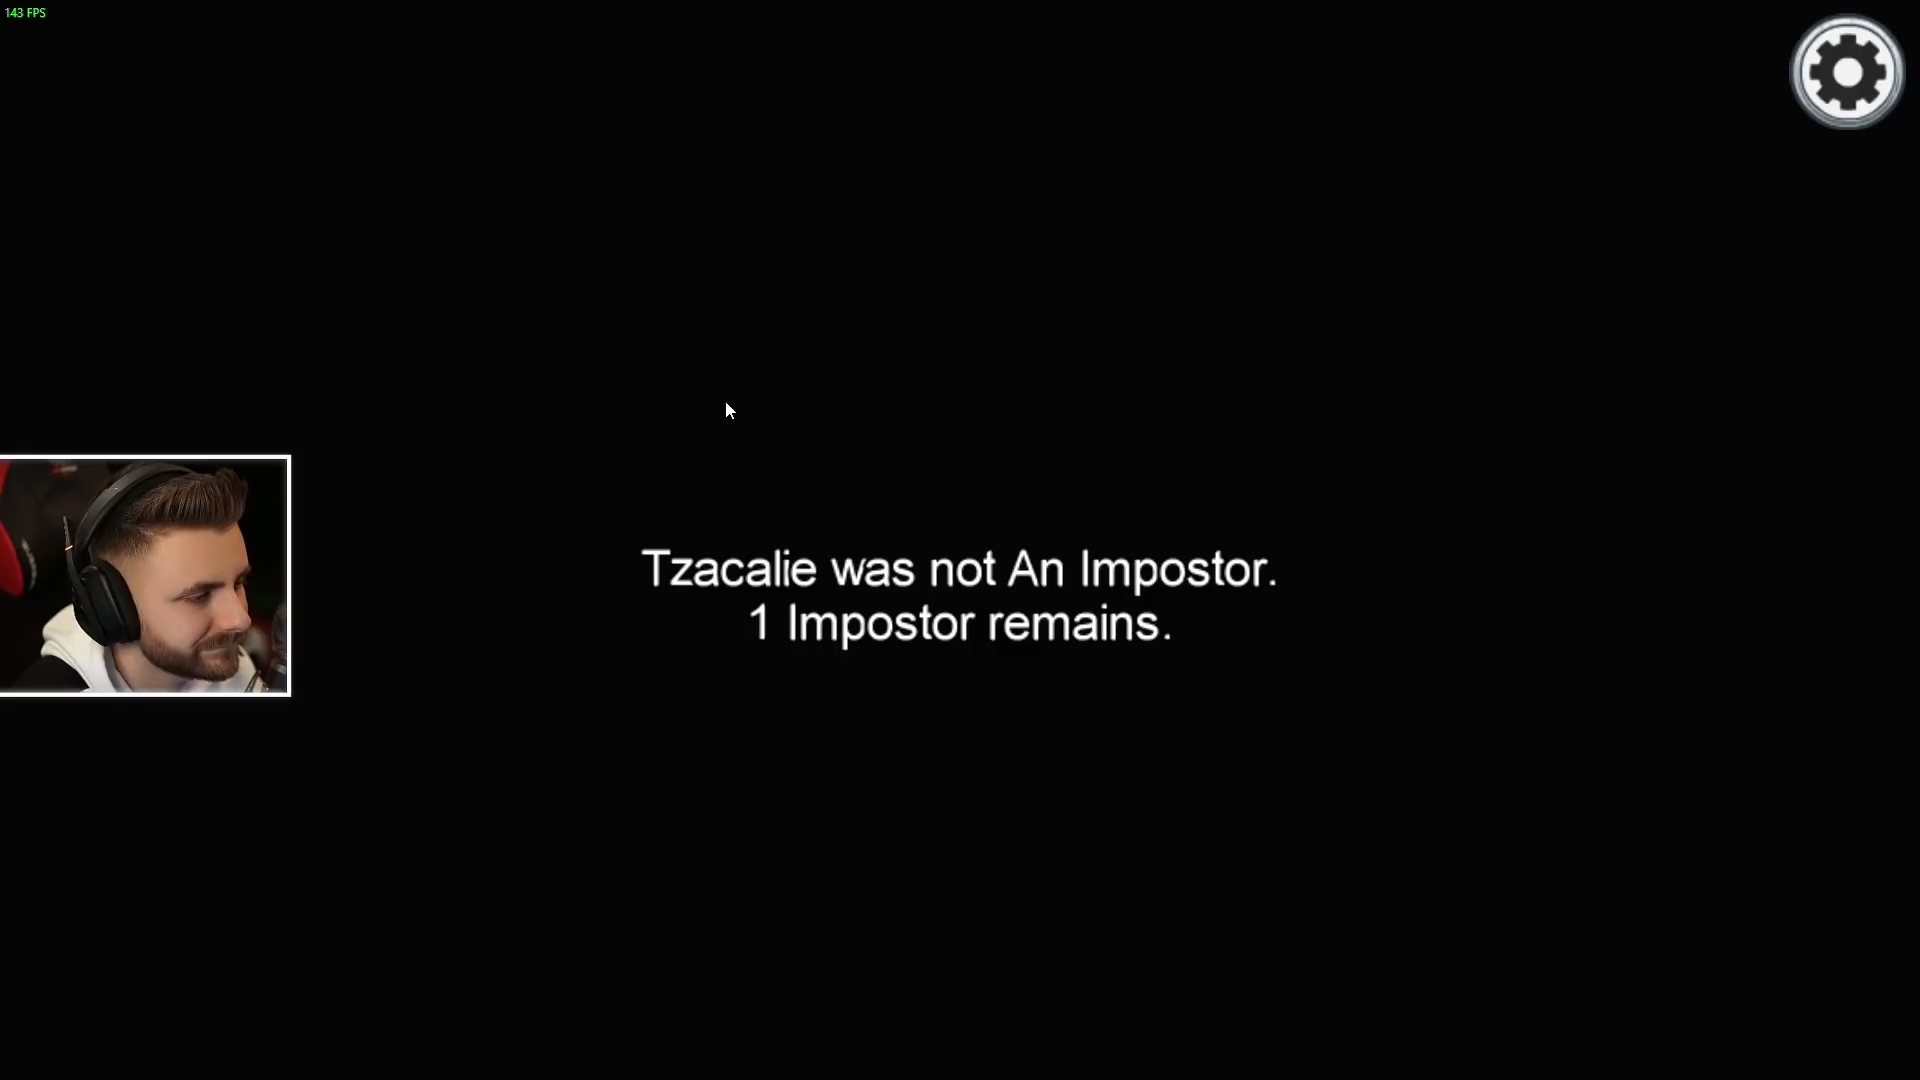 143 FPS
Tzacalie was not An Impostor.
1 Impostor remains.